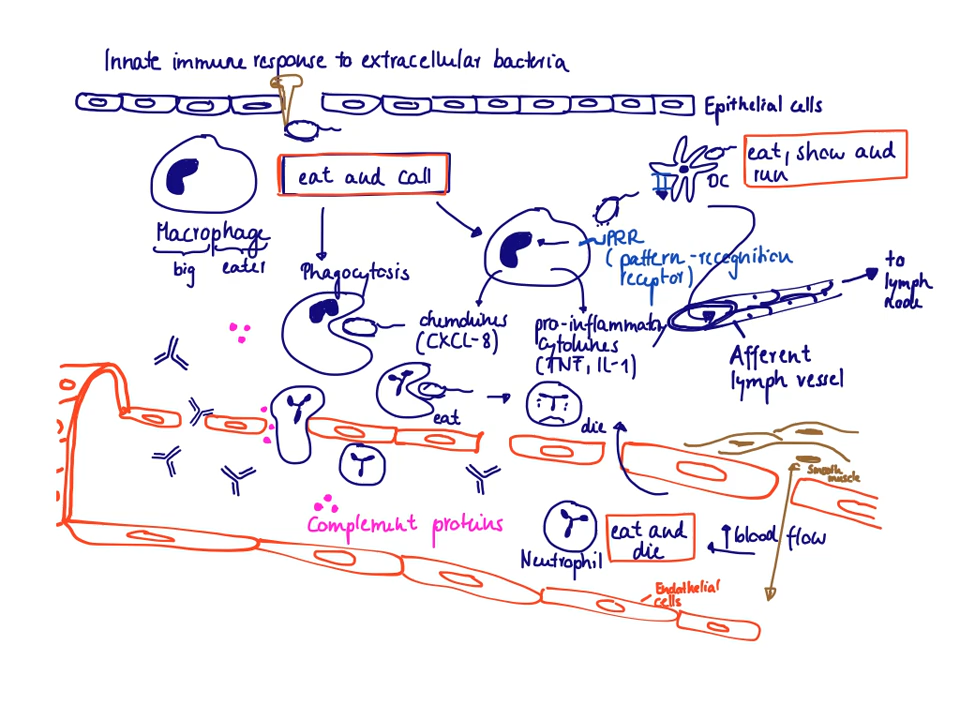 Innate immune response to extracellular bacteria
Epithelial cells
eat and call
eat, show and
run
DC
Macrophage
big
eater
Phagocytosis
PRR
(pattern-recegnition
receptor)
to
lymph
node
chemokines
(CXCL-8)
pro-inflammatory
cytokines
(TNF, IL-1)
Afferent
lymph vessel
eat
die
Smooth
muscle
Complement proteins
Neutrophil
eat and
die
↑blood flow
Endothelial
cells